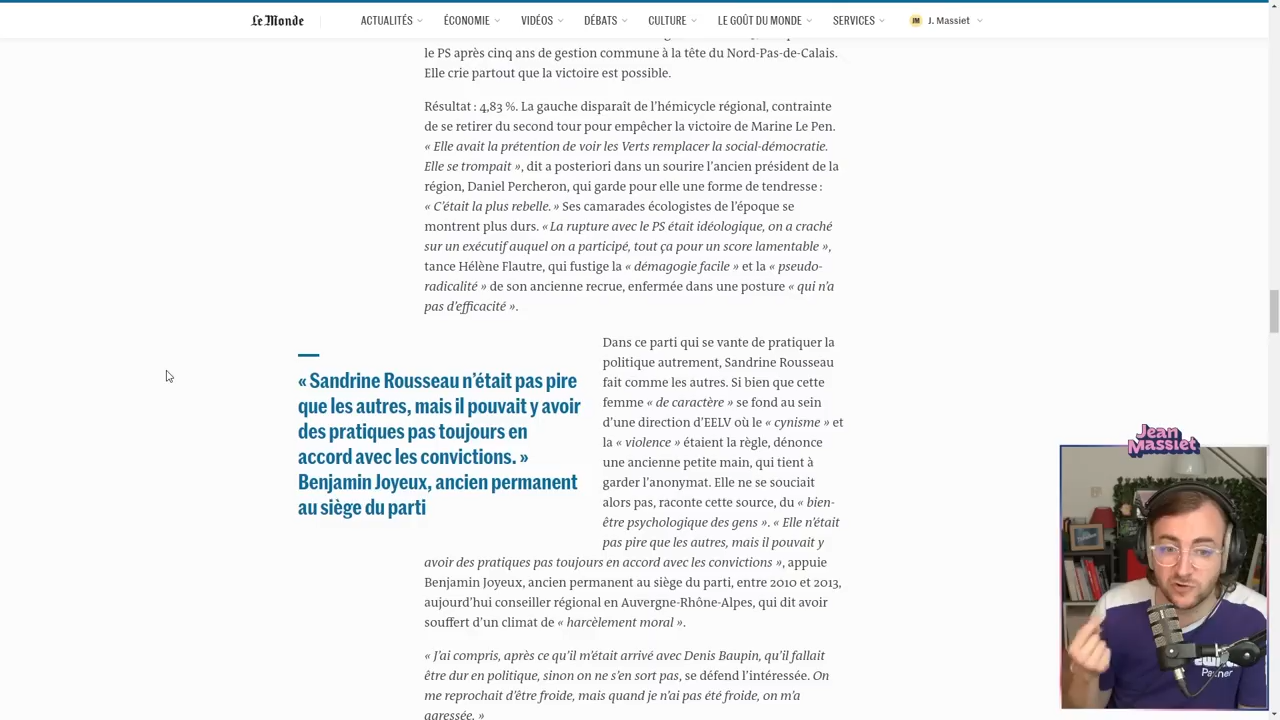 Le Monde
ACTUALITÉS
ÉCONOMIE
VIDÉOS
DÉBATS
CULTURE
LE GOÛT DU MONDE
SERVICES
JM
J. Massiet
le PS après cinq ans de gestion commune à la tête du Nord-Pas-de-Calais.
Elle crie partout que la victoire est possible.
Résultat : 4,83 %. La gauche disparaît de l’hémicycle régional, contrainte
de se retirer du second tour pour empêcher la victoire de Marine Le Pen.
« Elle avait la prétention de voir les Verts remplacer la social-démocratie.
Elle se trompait », dit a posteriori dans un sourire l’ancien président de la
région, Daniel Percheron, qui garde pour elle une forme de tendresse :
« C’était la plus rebelle. » Ses camarades écologistes de l’époque se
montrent plus durs. « La rupture avec le PS était idéologique, on a craché
sur un exécutif auquel on a participé, tout ça pour un score lamentable »,
tance Hélène Flautre, qui fustige la « démagogie facile » et la « pseudo-
radicalité » de son ancienne recrue, enfermée dans une posture « qui n’a
pas d’efficacité ».
« Sandrine Rousseau n’était pas pire
que les autres, mais il pouvait y avoir
des pratiques pas toujours en
accord avec les convictions. »
Benjamin Joyeux, ancien permanent
au siège du parti
Dans ce parti qui se vante de pratiquer la
politique autrement, Sandrine Rousseau
fait comme les autres. Si bien que cette
femme « de caractère » se fond au sein
d’une direction d’EELV où le « cynisme » et
la « violence » étaient la règle, dénonce
une ancienne petite main, qui tient à
garder l’anonymat. Elle ne se souciait
alors pas, raconte cette source, du « bien-
être psychologique des gens ». « Elle n’était
pas pire que les autres, mais il pouvait y
avoir des pratiques pas toujours en accord avec les convictions », appuie
Benjamin Joyeux, ancien permanent au siège du parti, entre 2010 et 2013,
aujourd’hui conseiller régional en Auvergne-Rhône-Alpes, qui dit avoir
souffert d’un climat de « harcèlement moral ».
« J’ai compris, après ce qu’il m’était arrivé avec Denis Baupin, qu’il fallait
être dur en politique, sinon on ne s’en sort pas, se défend l’intéressée. On
me reprochait d’être froide, mais quand je n’ai pas été froide, on m’a
agressée. »
Jean
Massiet
Partner